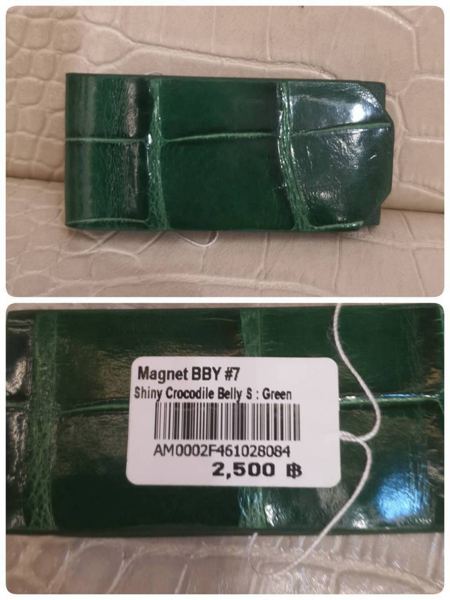 Magnet BBY #7
Shiny Crocodile Belly S : Green
AM0002F461028084
2,500 ฿